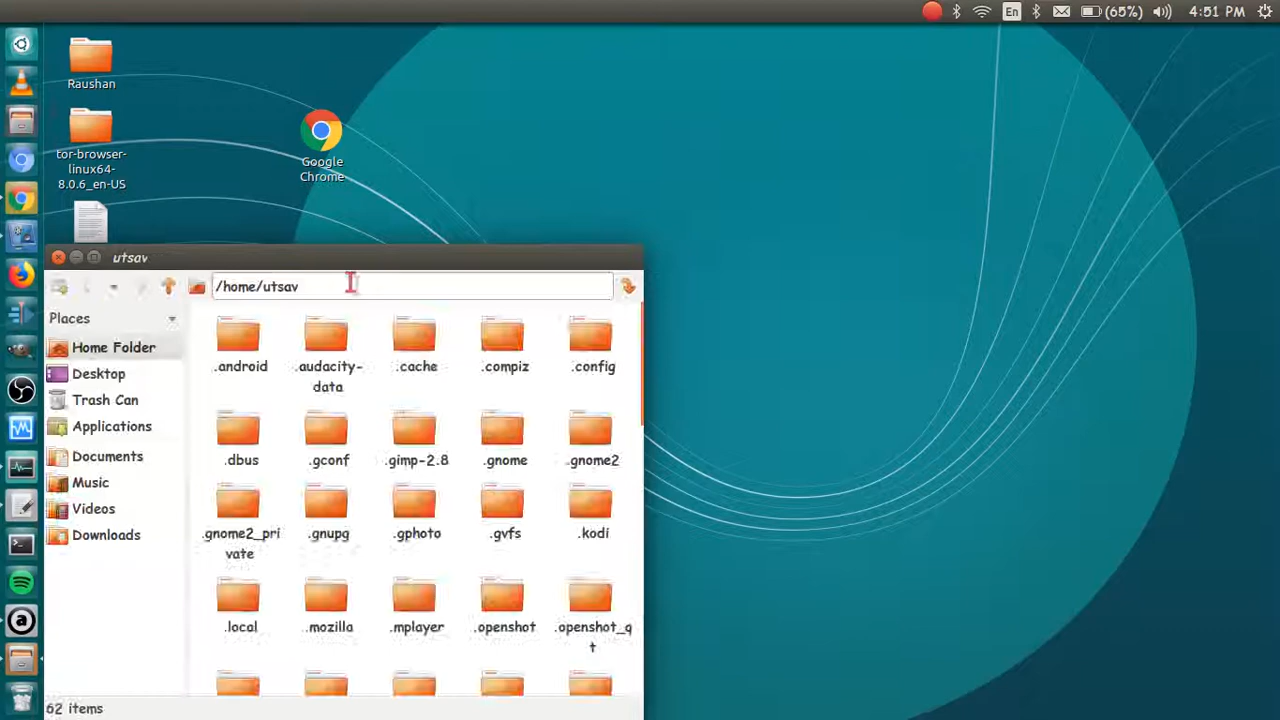 En
(65%)
4:51 PM
Raushan
tor-browser-
linux64-
8.0.6_en-US
Google
Chrome
utsav
/home/utsav
Places
Home Folder
Desktop
Trash Can
Applications
Documents
Music
Videos
Downloads
.android
.audacity-
data
.cache
.compiz
.config
.dbus
.gconf
.gimp-2.8
.gnome
.gnome2
.gnome2_pri
vate
.gnupg
.gphoto
.gvfs
.kodi
.local
.mozilla
.mplayer
.openshot
.openshot_q
t
62 items